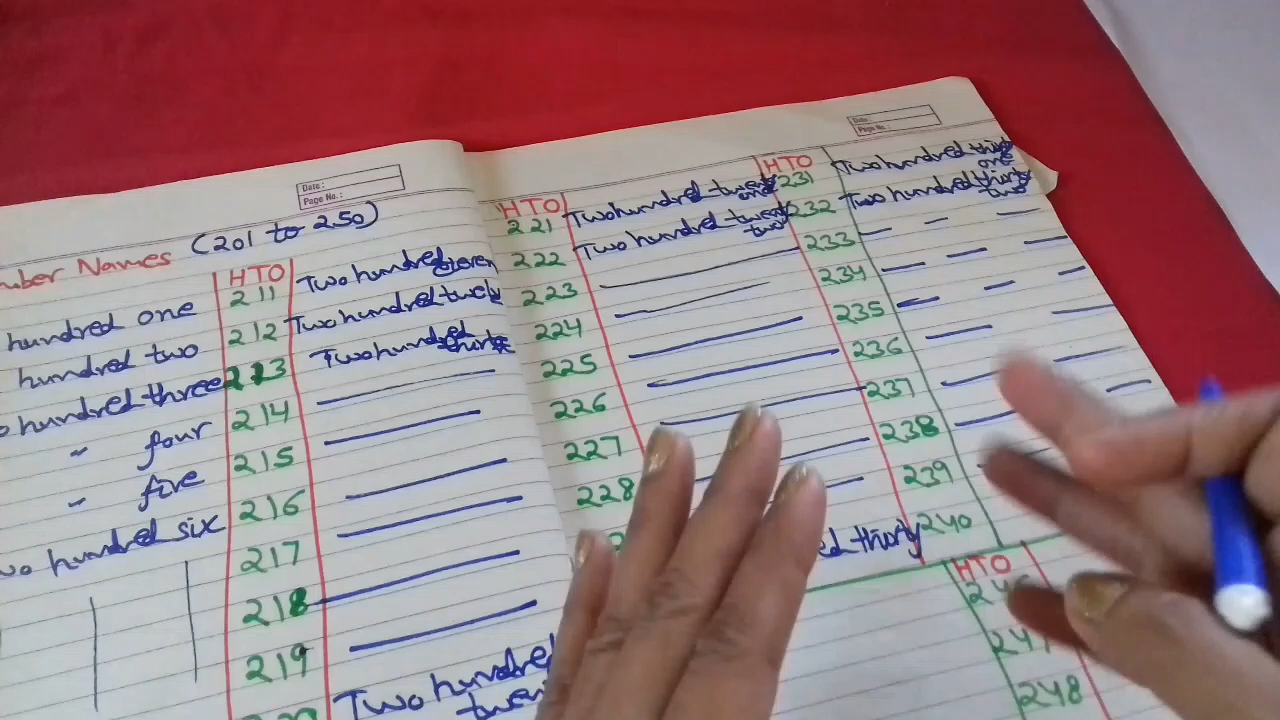 Date :
Page No. :
Date :
Page No. :
Number Names (201 to 250)
hundred one
hundred two
hundred three
" four
" five
hundred six
HTO
211 Two hundred eleven
212 Two hundred twelve
213 Two hundred
214
215
216
217
218
219
Two hundred
HTO
221 Two hundred twenty one
222 Two hundred twenty two
223
224
225
226
227
228
thirty
HTO
231 Two hundred thirty one
232 Two hundred thirty two
233
234
235
236
237
238
239
240
HTO
247
248